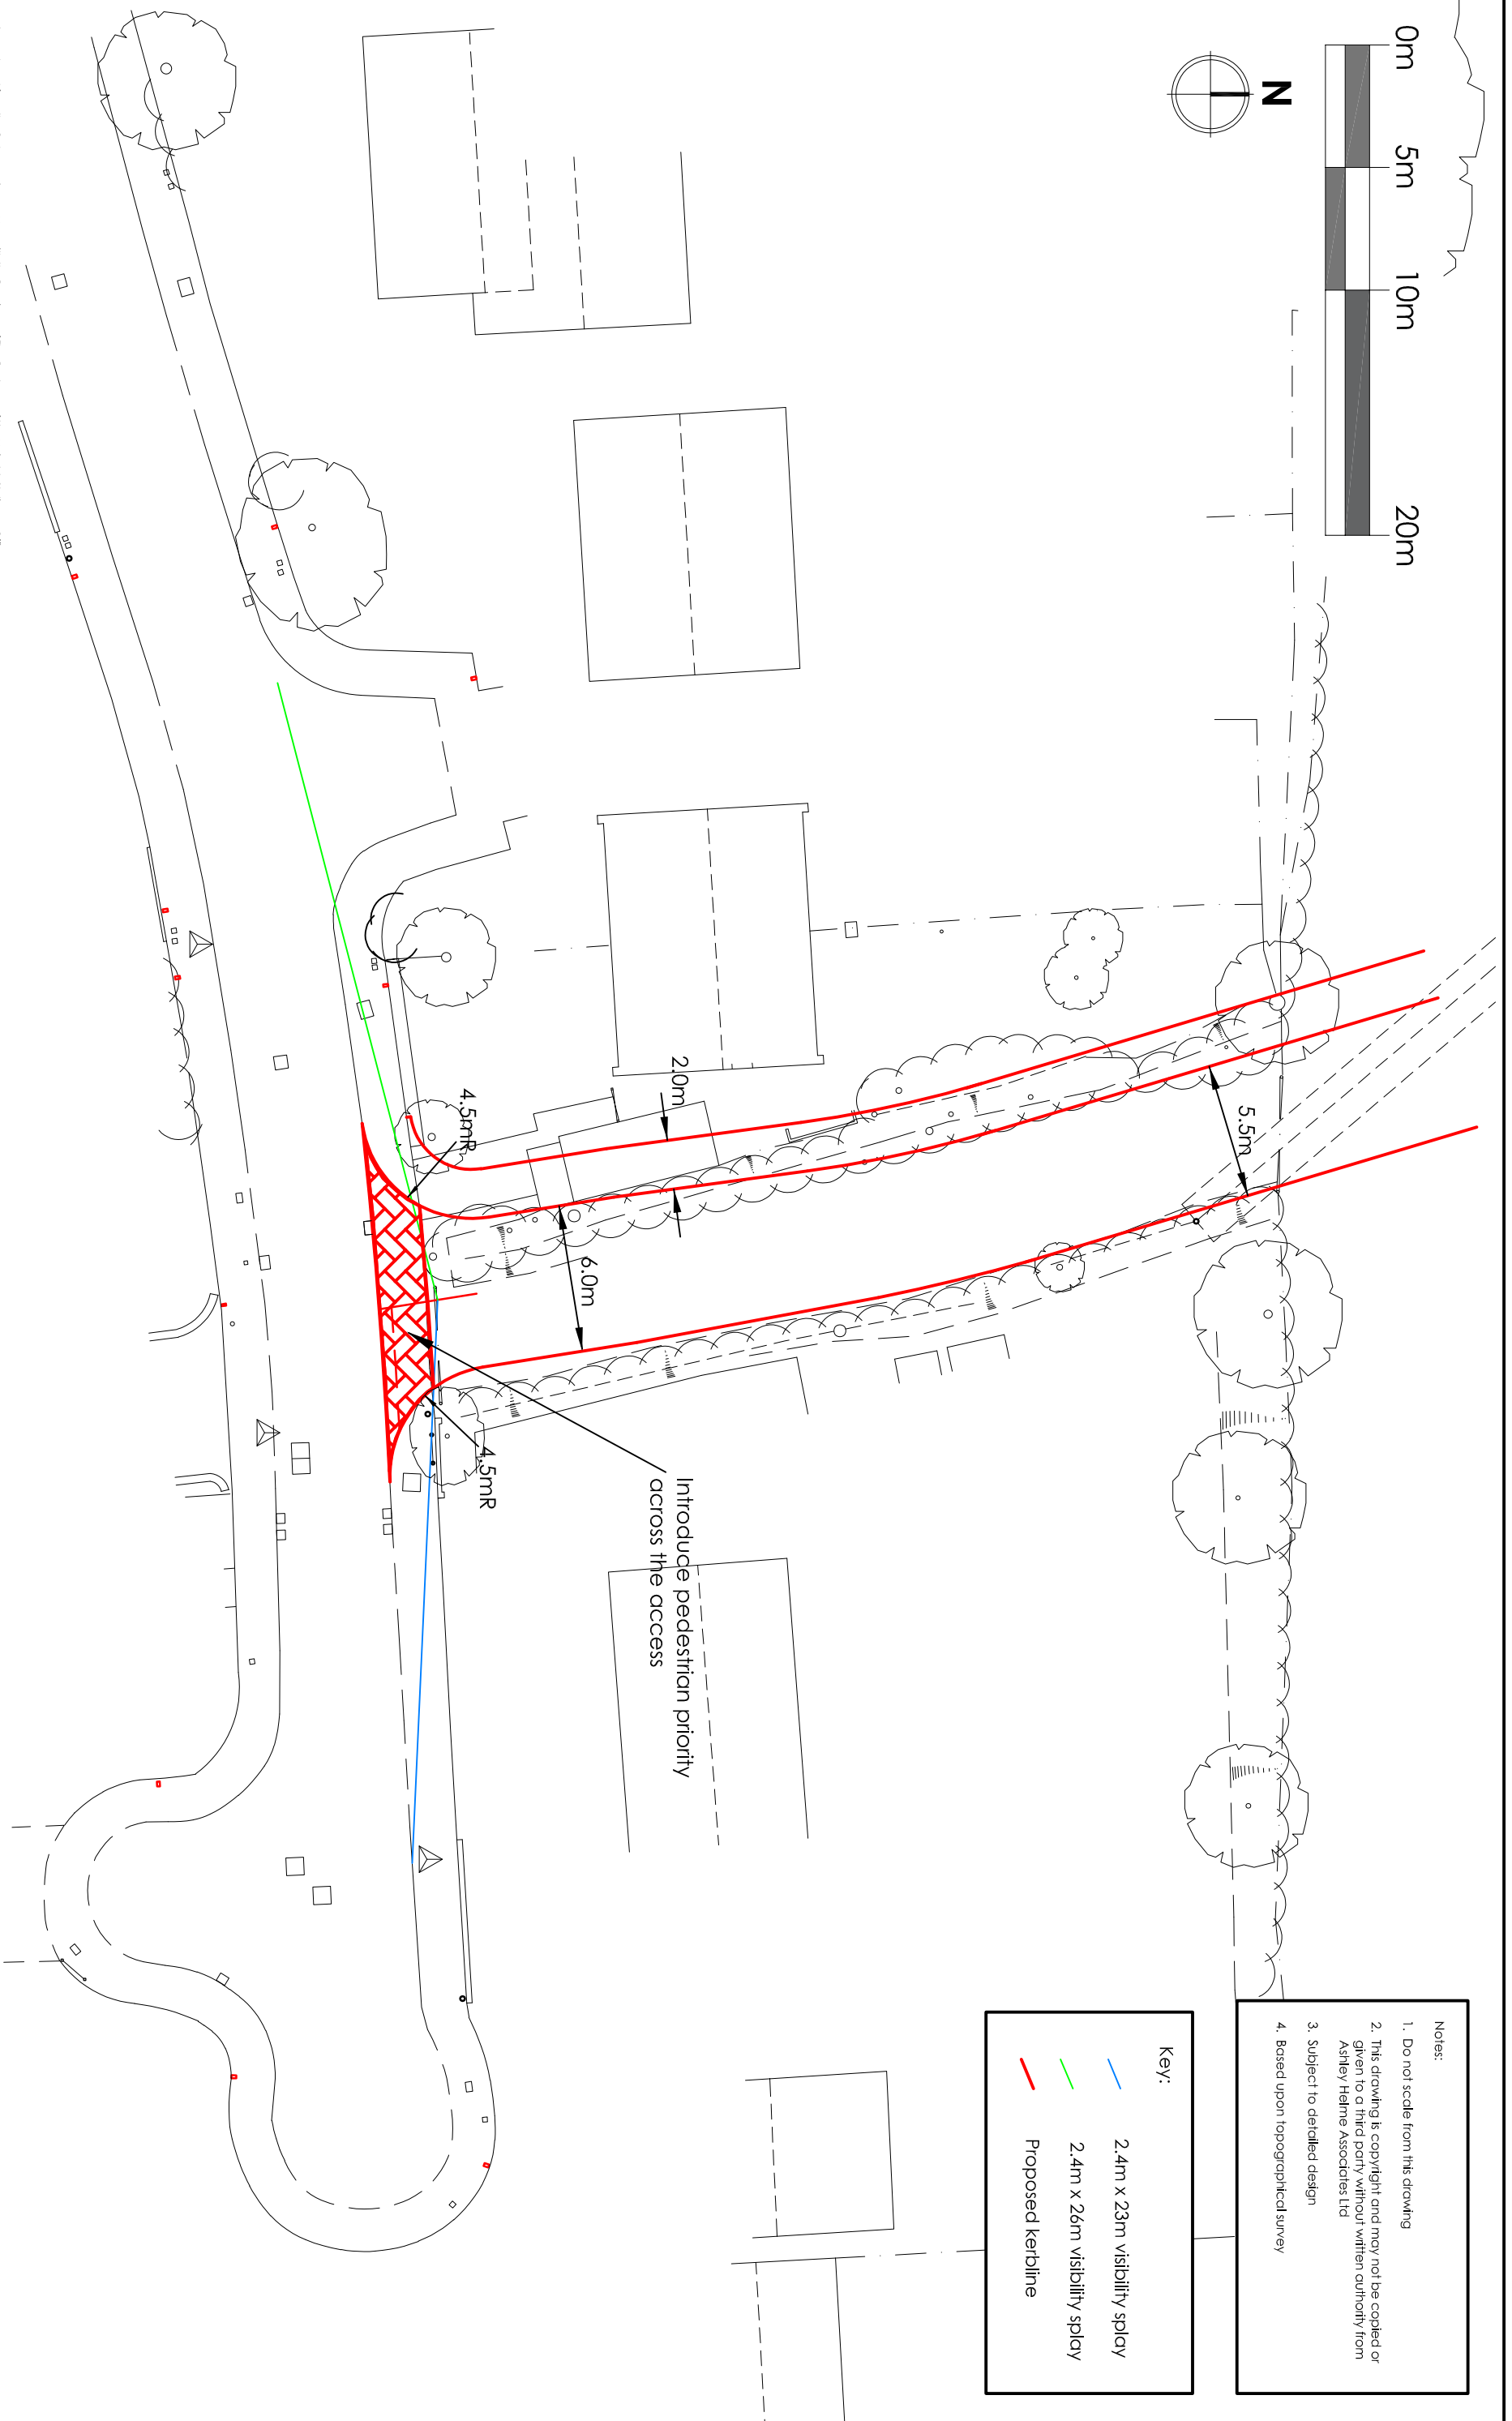 0m 5m 10m 20m
N
Notes:
1. Do not scale from this drawing
2. This drawing is copyright and may not be copied or
given to a third party without written authority from
Ashley Helme Associates Ltd
3. Subject to detailed design
4. Based upon topographical survey
Key:
2.4m x 23m visibility splay
2.4m x 26m visibility splay
Proposed kerbline
5.5m
2.0m
6.0m
4.5mR
4.5mR
Introduce pedestrian priority
across the access